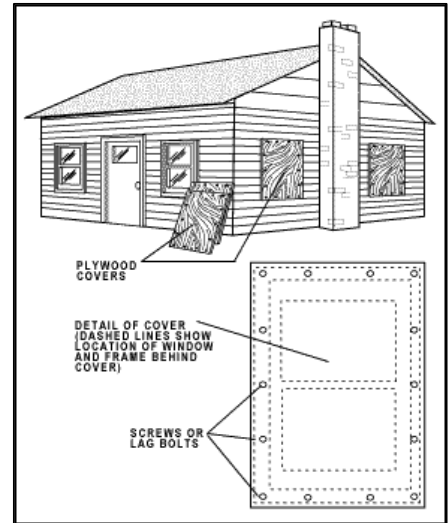 PLYWOOD
COVERS
DETAIL OF COVER
(DASHED LINES SHOW
LOCATION OF WINDOW
AND FRAME BEHIND
COVER)
SCREWS OR
LAG BOLTS